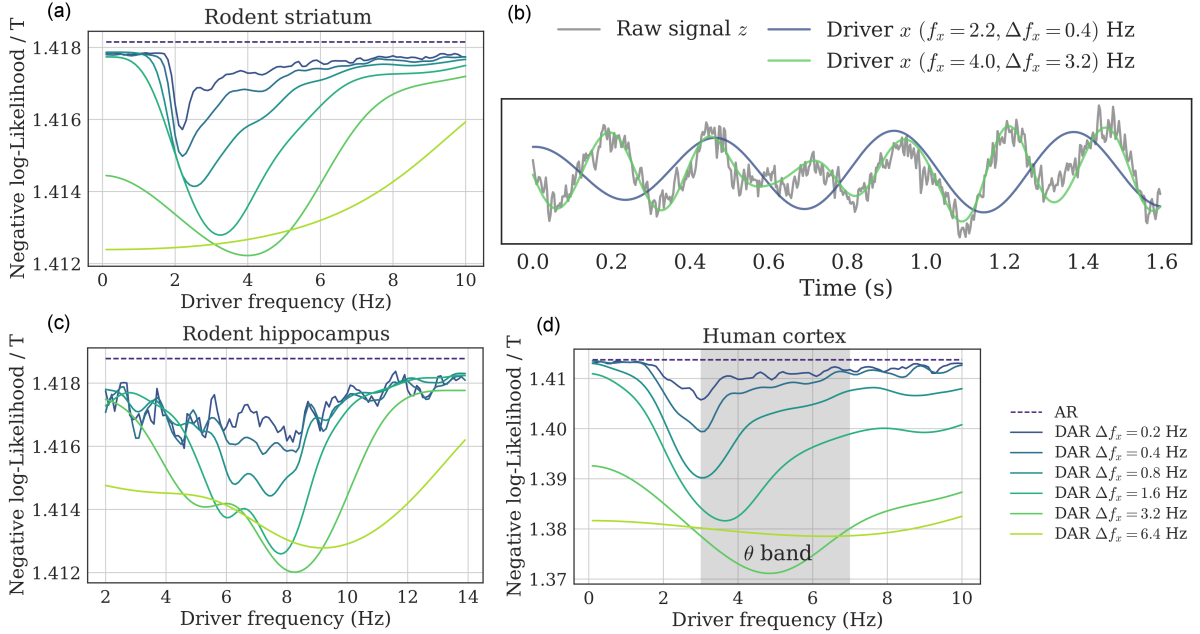 (a)
Rodent striatum
Negative log-Likelihood / T
1.418
1.416
1.414
1.412
0 2 4 6 8 10
Driver frequency (Hz)
(b)
Raw signal z
Driver x (fₓ = 2.2, Δfₓ = 0.4) Hz
Driver x (fₓ = 4.0, Δfₓ = 3.2) Hz
0.0 0.2 0.4 0.6 0.8 1.0 1.2 1.4 1.6
Time (s)
(c)
Rodent hippocampus
Negative log-Likelihood / T
1.418
1.416
1.414
1.412
2 4 6 8 10 12 14
Driver frequency (Hz)
(d)
Human cortex
Negative log-Likelihood / T
1.41
1.40
1.39
1.38
1.37
θ band
0 2 4 6 8 10
Driver frequency (Hz)
AR
DAR Δfₓ = 0.2 Hz
DAR Δfₓ = 0.4 Hz
DAR Δfₓ = 0.8 Hz
DAR Δfₓ = 1.6 Hz
DAR Δfₓ = 3.2 Hz
DAR Δfₓ = 6.4 Hz